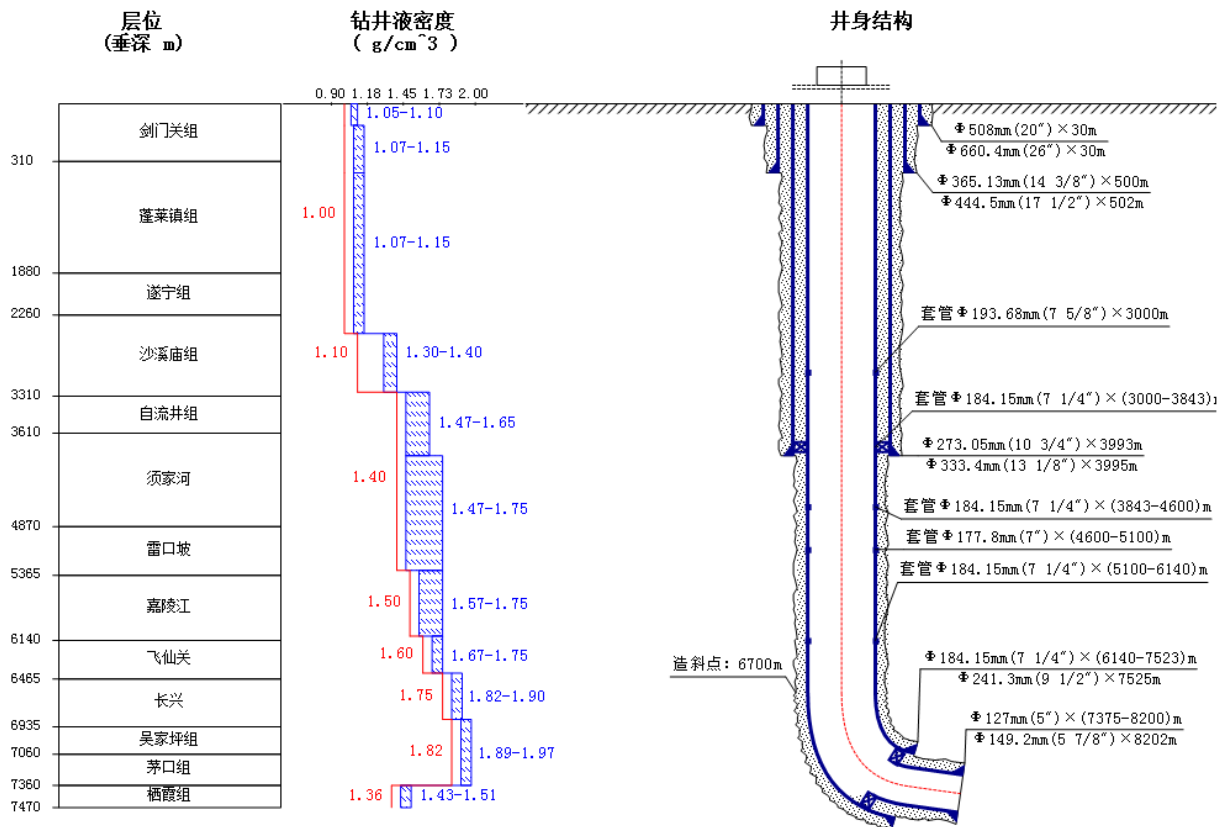 层位
(垂深 m)
钻井液密度
( g/cm^3 )
井身结构
0.90 1.18 1.45 1.73 2.00
剑门关组
310
蓬莱镇组
1880
遂宁组
2260
沙溪庙组
3310
自流井组
3610
须家河
4870
雷口坡
5365
嘉陵江
6140
飞仙关
6465
长兴
6935
吴家坪组
7060
茅口组
7360
栖霞组
7470
1.05-1.10
1.07-1.15
1.00
1.07-1.15
1.10
1.30-1.40
1.47-1.65
1.40
1.47-1.75
1.50
1.57-1.75
1.60
1.67-1.75
1.75
1.82-1.90
1.82
1.89-1.97
1.36
1.43-1.51
Φ508mm(20″)×30m
Φ660.4mm(26″)×30m
Φ365.13mm(14 3/8″)×500m
Φ444.5mm(17 1/2″)×502m
套管Φ193.68mm(7 5/8″)×3000m
套管Φ184.15mm(7 1/4″)×(3000-3843)
Φ273.05mm(10 3/4″)×3993m
Φ333.4mm(13 1/8″)×3995m
套管Φ184.15mm(7 1/4″)×(3843-4600)m
套管Φ177.8mm(7″)×(4600-5100)m
套管Φ184.15mm(7 1/4″)×(5100-6140)m
造斜点：6700m
Φ184.15mm(7 1/4″)×(6140-7523)m
Φ241.3mm(9 1/2″)×7525m
Φ127mm(5″)×(7375-8200)m
Φ149.2mm(5 7/8″)×8202m